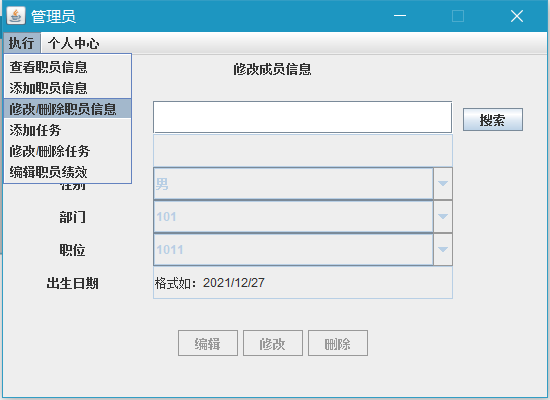 管理员
执行 个人中心
查看职员信息
添加职员信息
修改/删除职员信息
添加任务
修改/删除任务
编辑职员绩效
修改成员信息
搜索
性别 男
部门 101
职位 1011
出生日期 格式如：2021/12/27
编辑 修改 删除